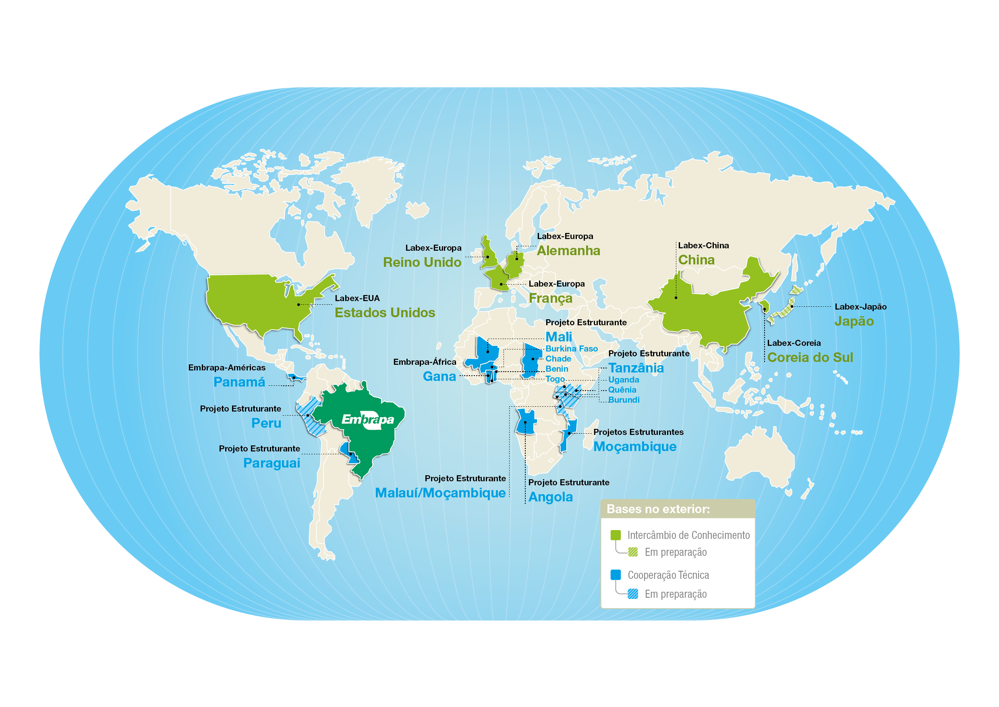 Labex-Europa
Alemanha
Labex-Europa
Reino Unido
Labex-China
China
Labex-Europa
França
Labex-EUA
Estados Unidos
Labex-Japão
Japão
Projeto Estruturante
Mali
Burkina Faso
Chade
Benin
Togo
Labex-Coreia
Coreia do Sul
Projeto Estruturante
Tanzânia
Uganda
Quênia
Burundi
Embrapa-África
Gana
Embrapa-Américas
Panamá
Projeto Estruturante
Peru
Embrapa
Projetos Estruturantes
Moçambique
Projeto Estruturante
Paraguai
Projeto Estruturante
Malauí/Moçambique
Projeto Estruturante
Angola
Bases no exterior:
Intercâmbio de Conhecimento
Em preparação
Cooperação Técnica
Em preparação